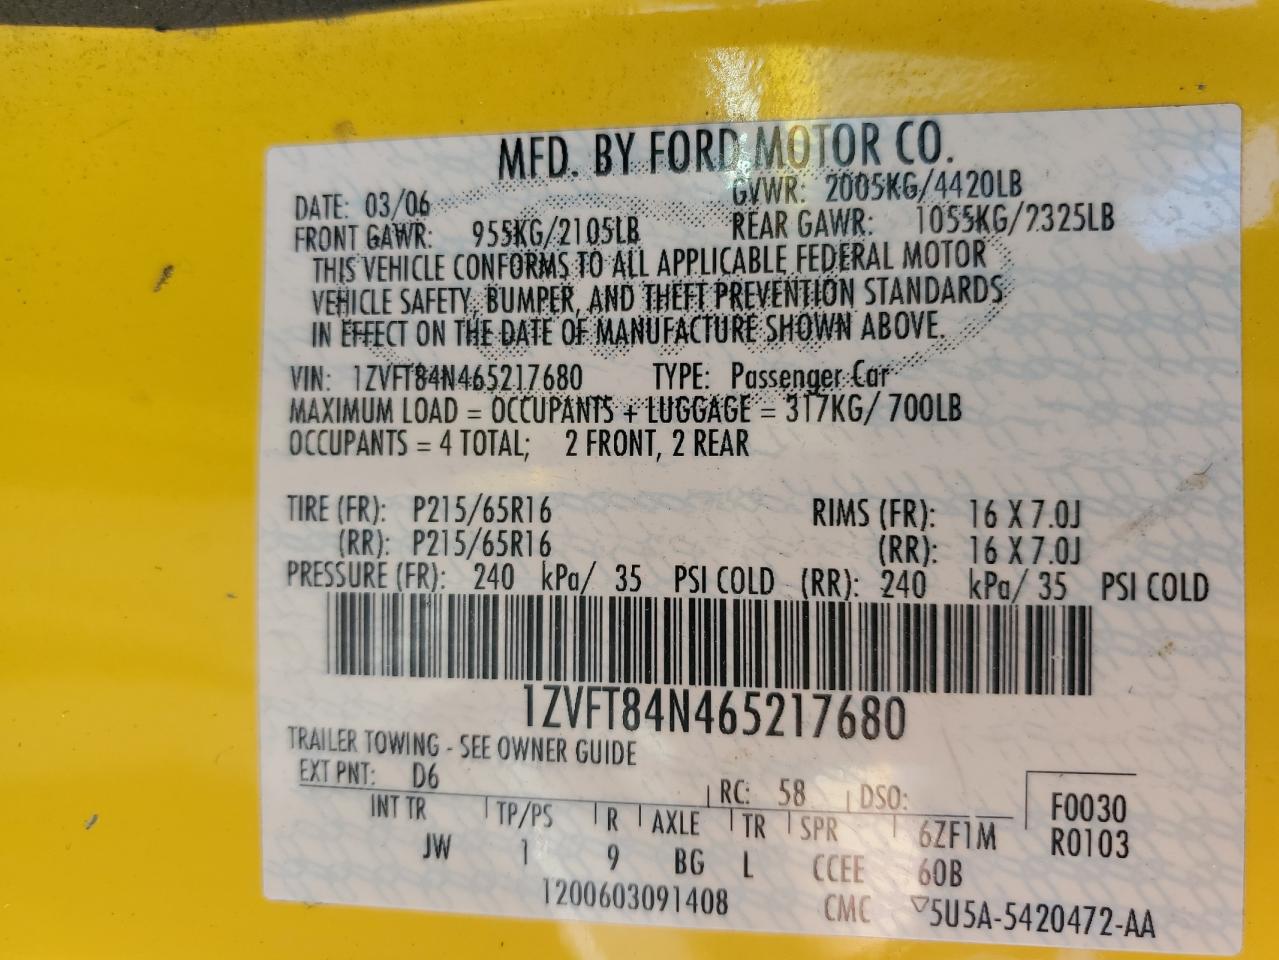 MFD. BY FORD MOTOR CO.
DATE: 03/06 GVWR: 2005KG/4420LB
FRONT GAWR: 955KG/2105LB REAR GAWR: 1055KG/2325LB
THIS VEHICLE CONFORMS TO ALL APPLICABLE FEDERAL MOTOR
VEHICLE SAFETY, BUMPER, AND THEFT PREVENTION STANDARDS
IN EFFECT ON THE DATE OF MANUFACTURE SHOWN ABOVE.
VIN: 1ZVFT84N465217680 TYPE: Passenger Car
MAXIMUM LOAD = OCCUPANTS + LUGGAGE = 317KG/ 700LB
OCCUPANTS = 4 TOTAL; 2 FRONT, 2 REAR
TIRE (FR): P215/65R16 RIMS (FR): 16 X 7.0J
(RR): P215/65R16 (RR): 16 X 7.0J
PRESSURE (FR): 240 kPa/ 35 PSI COLD (RR): 240 kPa/ 35 PSI COLD
1ZVFT84N465217680
TRAILER TOWING - SEE OWNER GUIDE
EXT PNT: D6 RC: 58 DSO: F0030
INT TR TP/PS R AXLE TR SPR 6ZF1M R0103
JW 1 9 BG L CCEE 60B
1200603091408 CMC ▽5U5A-5420472-AA